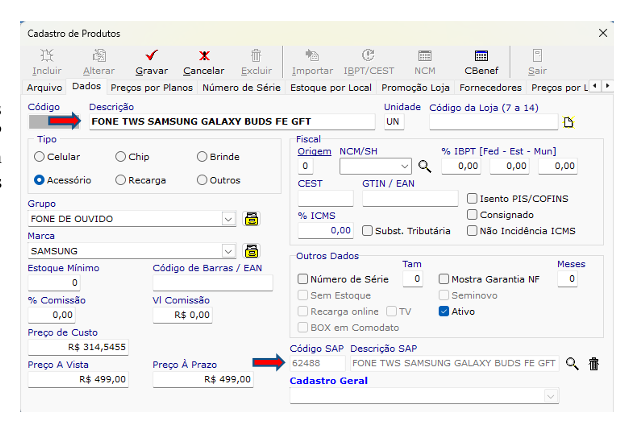 Cadastro de Produtos
Incluir Alterar Gravar Cancelar Excluir Importar IBPT/CEST NCM CBenef Sair
Arquivo Dados Preços por Planos Número de Série Estoque por Local Promoção Loja Fornecedores Preços por L
Código Descrição Unidade Código da Loja (7 a 14)
FONE TWS SAMSUNG GALAXY BUDS FE GFT UN
Tipo Fiscal
Origem NCM/SH % IBPT [Fed - Est - Mun]
Celular Chip Brinde
0 0,00 0,00 0,00
Acessório Recarga Outros
CEST GTIN / EAN
Isento PIS/COFINS
Grupo
FONE DE OUVIDO
% ICMS Consignado
0,00 Subst. Tributária Não Incidência ICMS
Marca
SAMSUNG
Outros Dados
Estoque Mínimo Código de Barras / EAN
Tam Meses
0
Número de Série 0 Mostra Garantia NF 0
Sem Estoque Seminovo
% Comissão Vl Comissão
0,00 R$ 0,00
Recarga online TV Ativo
BOX em Comodato
Preço de Custo
R$ 314,5455
Código SAP Descrição SAP
62488 FONE TWS SAMSUNG GALAXY BUDS FE GFT
Preço A Vista Preço À Prazo
R$ 499,00 R$ 499,00
Cadastro Geral